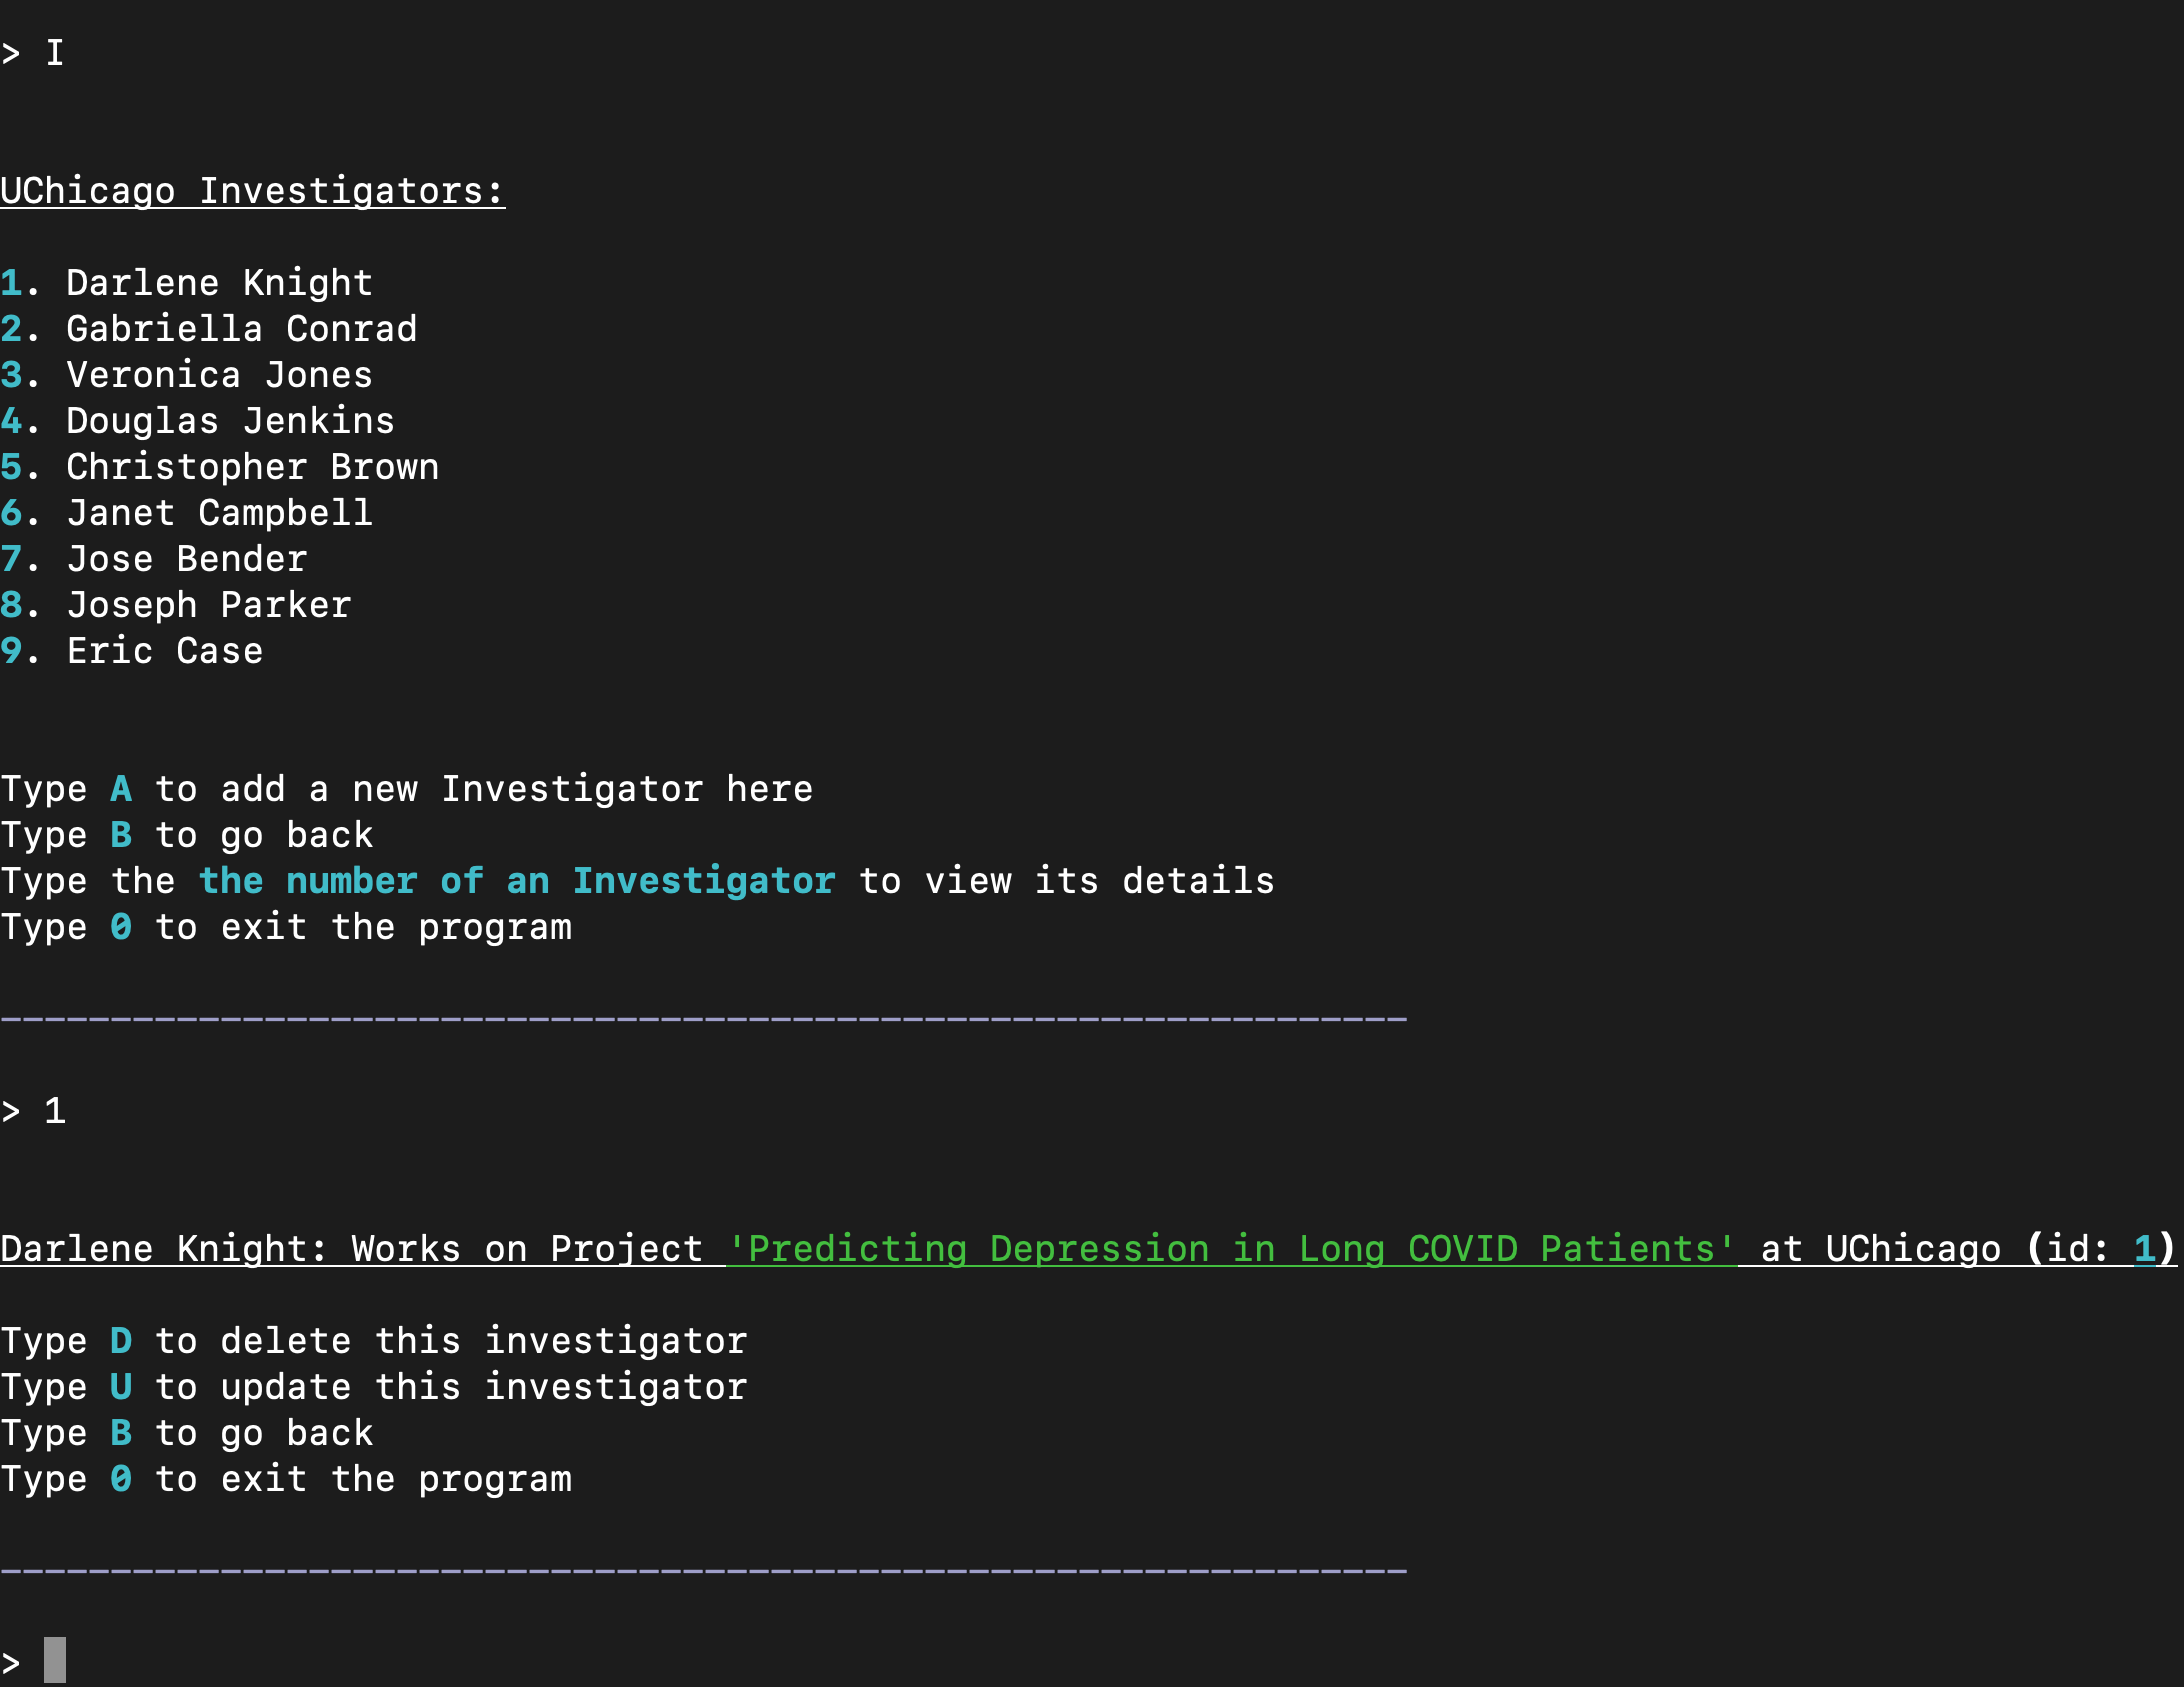 > I
UChicago Investigators:
1. Darlene Knight
2. Gabriella Conrad
3. Veronica Jones
4. Douglas Jenkins
5. Christopher Brown
6. Janet Campbell
7. Jose Bender
8. Joseph Parker
9. Eric Case
Type A to add a new Investigator here
Type B to go back
Type the the number of an Investigator to view its details
Type 0 to exit the program
----------------------------------------------------------------
> 1
Darlene Knight: Works on Project 'Predicting Depression in Long COVID Patients' at UChicago (id: 1)
Type D to delete this investigator
Type U to update this investigator
Type B to go back
Type 0 to exit the program
----------------------------------------------------------------
>